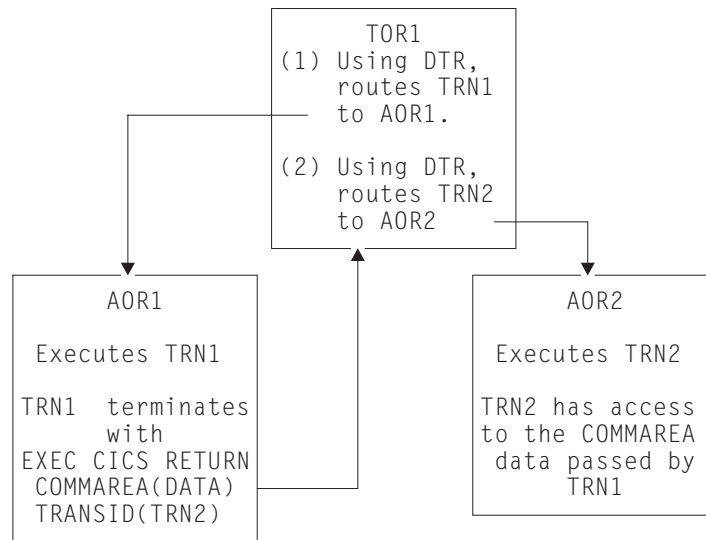 TOR1
(1) Using DTR,
routes TRN1
to AOR1.
(2) Using DTR,
routes TRN2
to AOR2
AOR1
Executes TRN1
TRN1 terminates
with
EXEC CICS RETURN
COMMAREA(DATA)
TRANSID(TRN2)
AOR2
Executes TRN2
TRN2 has access
to the COMMAREA
data passed by
TRN1